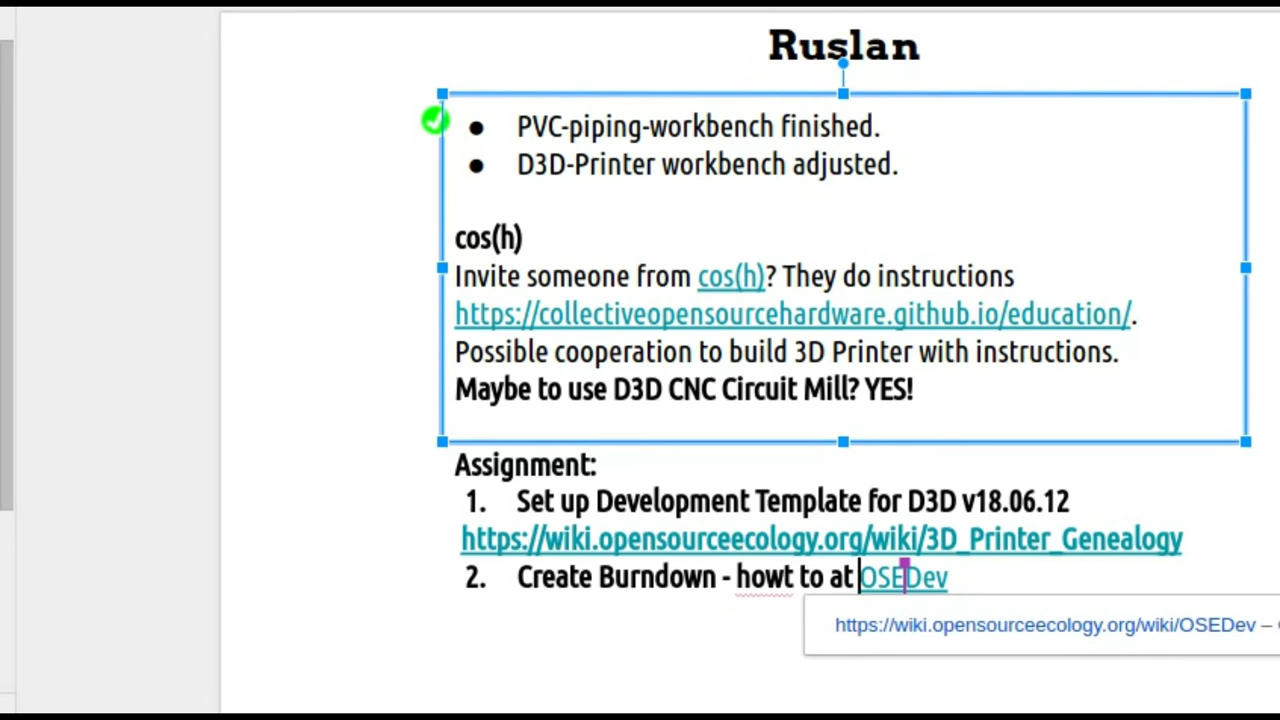 Ruslan
● PVC-piping-workbench finished.
● D3D-Printer workbench adjusted.
cos(h)
Invite someone from cos(h)? They do instructions
https://collectiveopensourcehardware.github.io/education/.
Possible cooperation to build 3D Printer with instructions.
Maybe to use D3D CNC Circuit Mill? YES!
Assignment:
1. Set up Development Template for D3D v18.06.12
https://wiki.opensourceecology.org/wiki/3D_Printer_Genealogy
2. Create Burndown - howt to at OSEDev
https://wiki.opensourceecology.org/wiki/OSEDev –